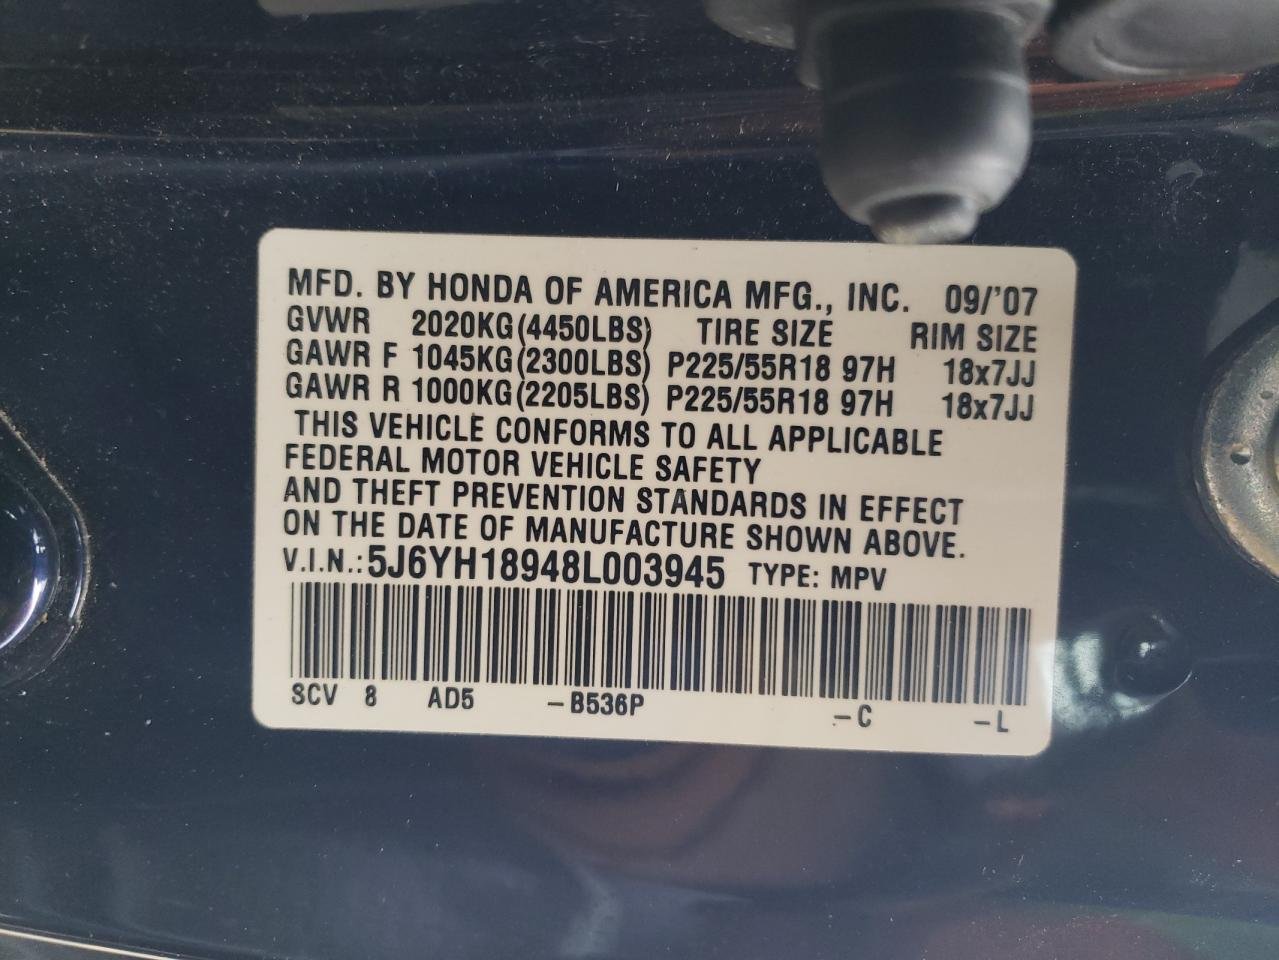 MFD. BY HONDA OF AMERICA MFG., INC. 09/'07
GVWR 2020KG(4450LBS) TIRE SIZE RIM SIZE
GAWR F 1045KG(2300LBS) P225/55R18 97H 18x7JJ
GAWR R 1000KG(2205LBS) P225/55R18 97H 18x7JJ
THIS VEHICLE CONFORMS TO ALL APPLICABLE
FEDERAL MOTOR VEHICLE SAFETY
AND THEFT PREVENTION STANDARDS IN EFFECT
ON THE DATE OF MANUFACTURE SHOWN ABOVE.
V.I.N.: 5J6YH18948L003945 TYPE: MPV
SCV 8 AD5 -B536P -C -L